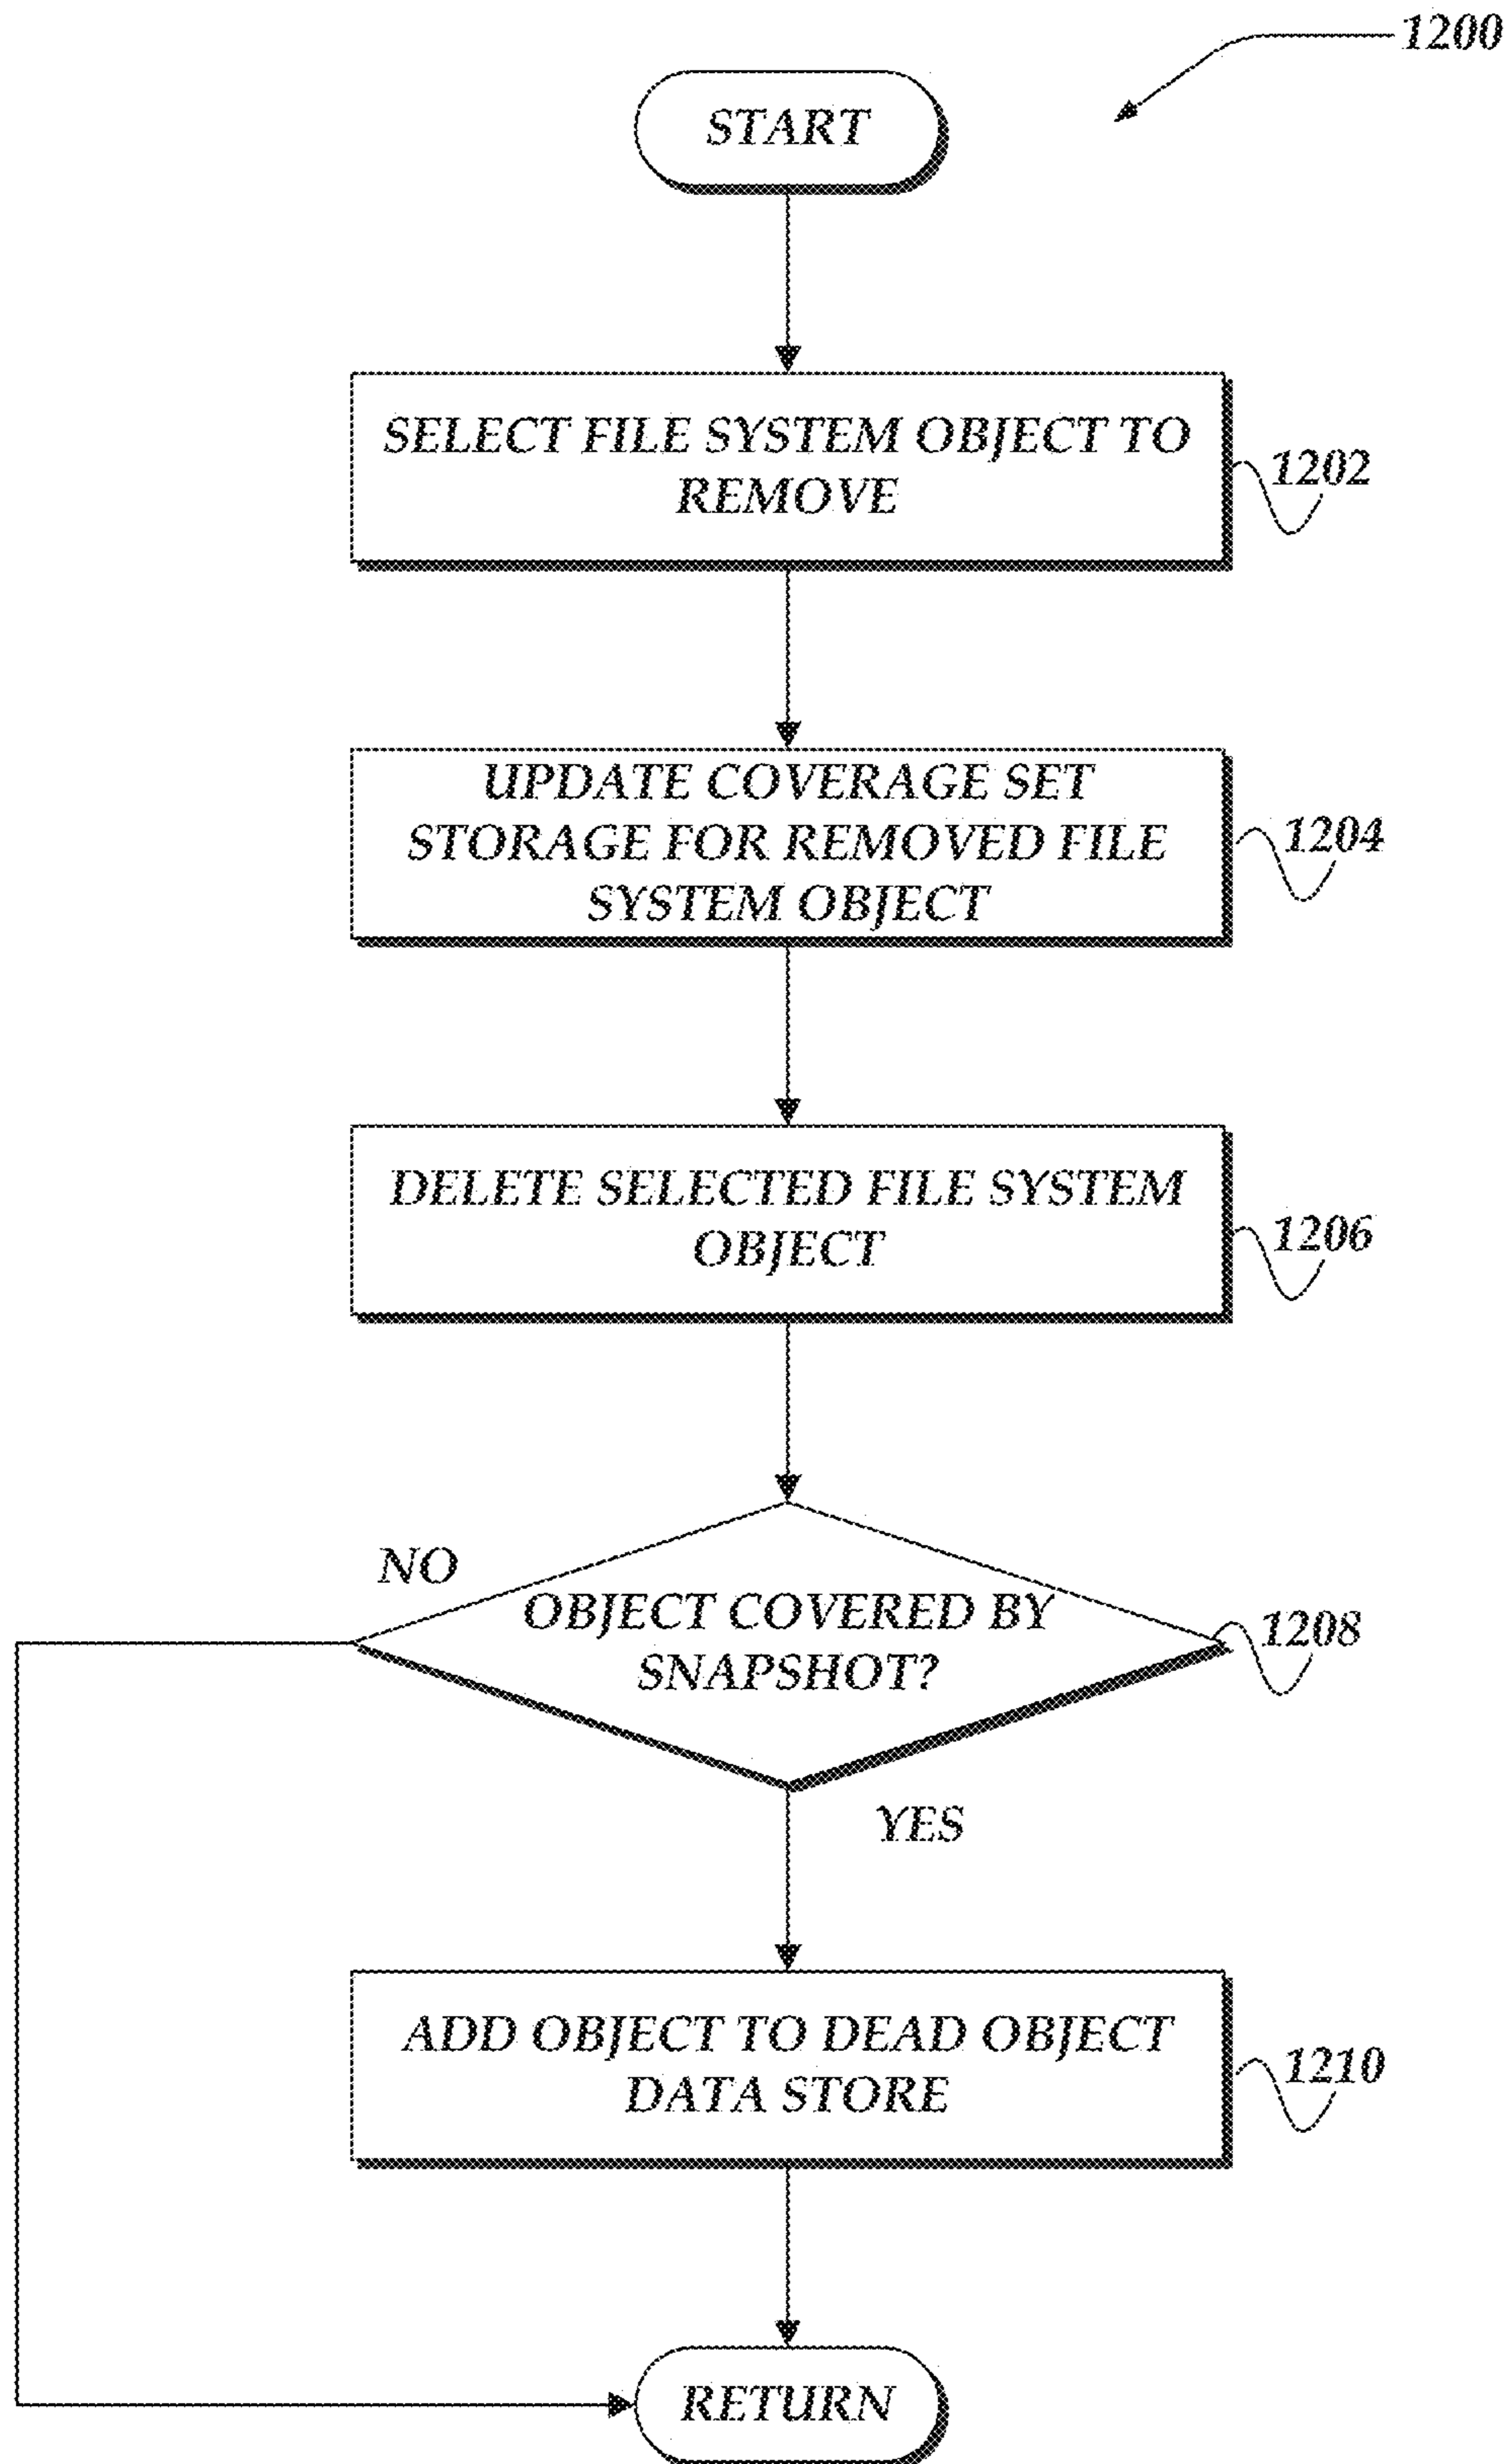 1200
START
SELECT FILE SYSTEM OBJECT TO
REMOVE
1202
UPDATE COVERAGE SET
STORAGE FOR REMOVED FILE
SYSTEM OBJECT
1204
DELETE SELECTED FILE SYSTEM
OBJECT
1206
NO
OBJECT COVERED BY
SNAPSHOT?
1208
YES
ADD OBJECT TO DEAD OBJECT
DATA STORE
1210
RETURN